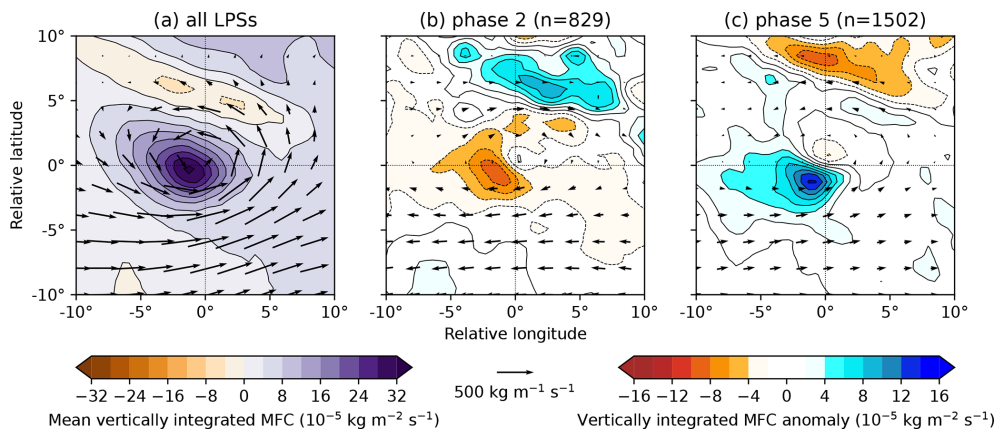 (a) all LPSs
(b) phase 2 (n=829)
(c) phase 5 (n=1502)
10°
5°
0°
-5°
-10°
Relative latitude
-10° -5° 0° 5° 10°
-10° -5° 0° 5° 10°
-10° -5° 0° 5° 10°
Relative longitude
−32 −24 −16 −8 0 8 16 24 32
Mean vertically integrated MFC (10⁻⁵ kg m⁻² s⁻¹)
500 kg m⁻¹ s⁻¹
−16 −12 −8 −4 0 4 8 12 16
Vertically integrated MFC anomaly (10⁻⁵ kg m⁻² s⁻¹)